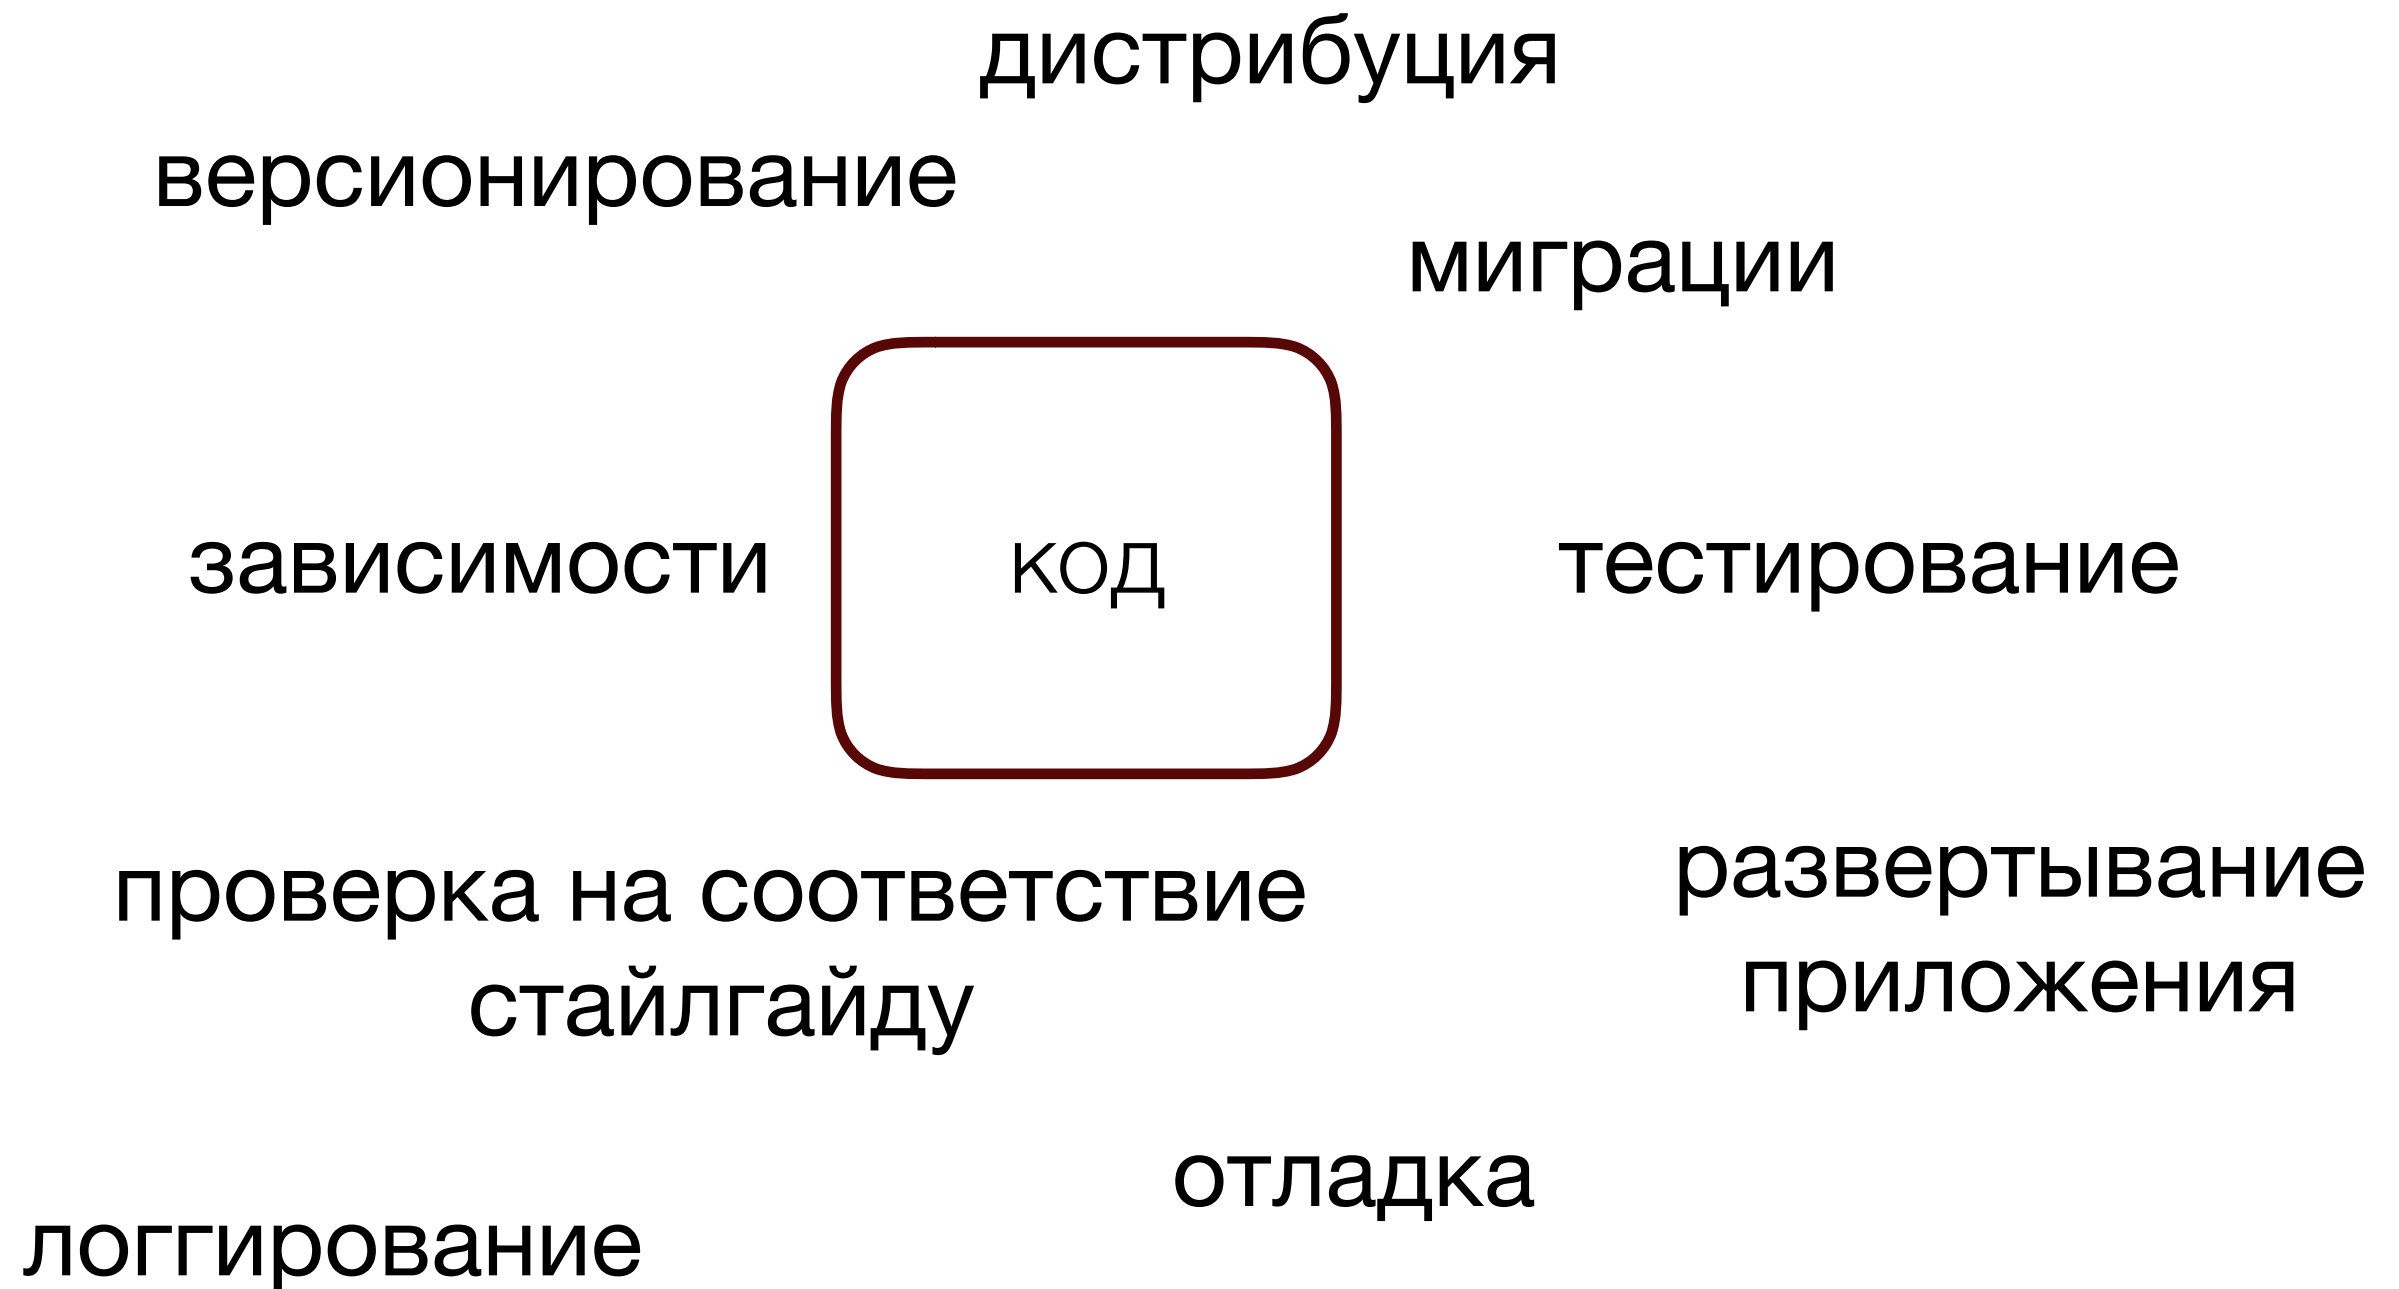 дистрибуция
версионирование
миграции
зависимости
код
тестирование
проверка на соответствие
стайлгайду
развертывание
приложения
отладка
логгирование